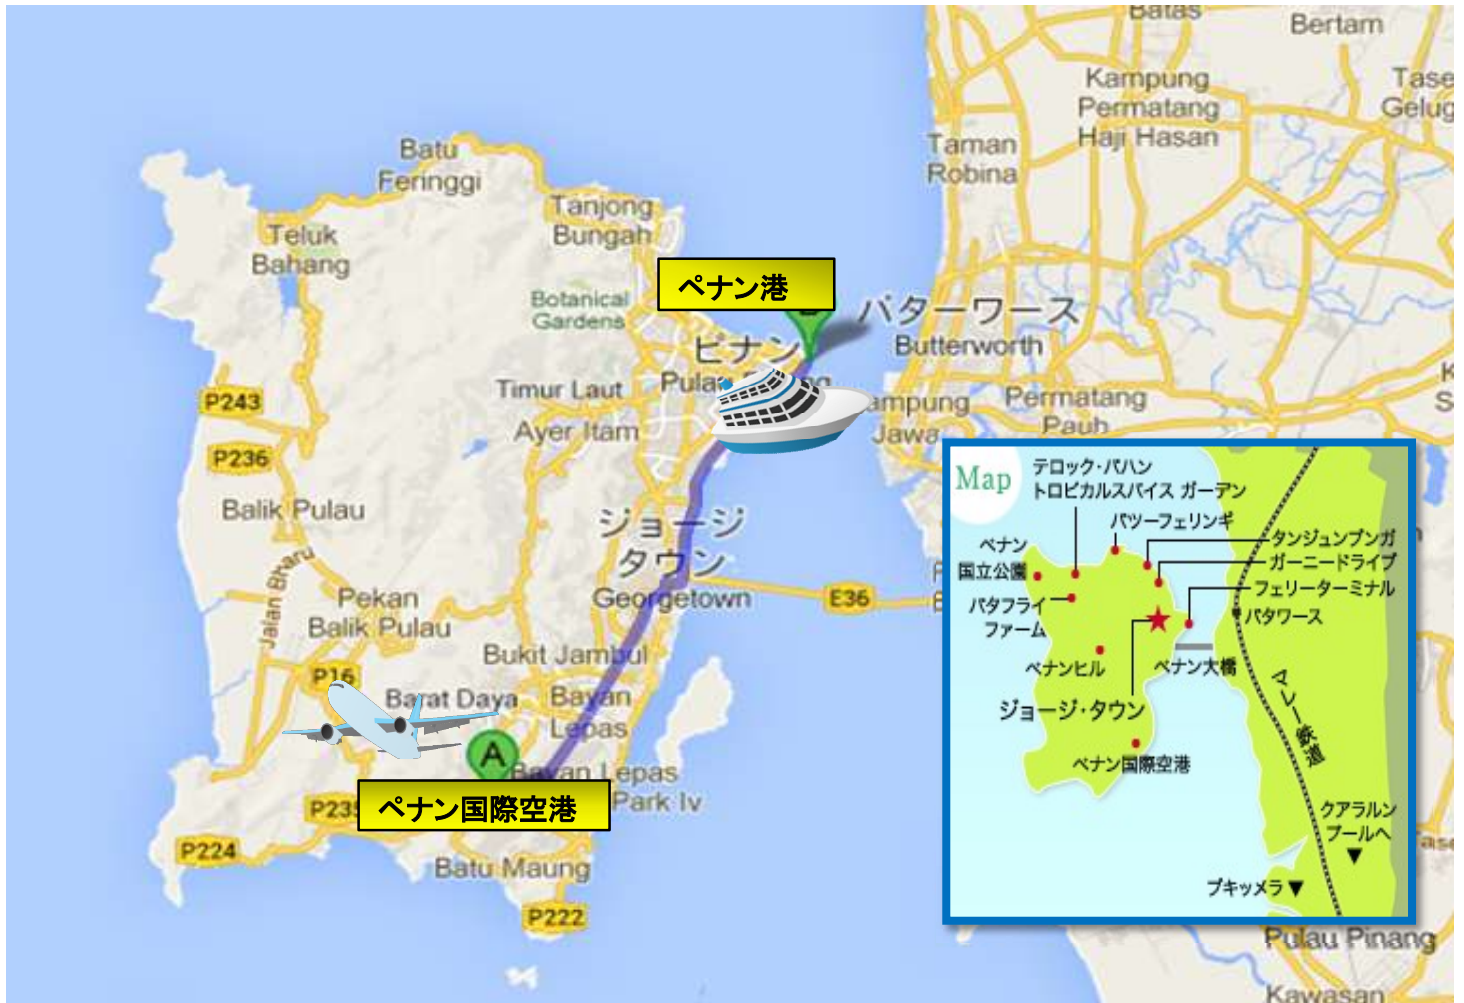 Batas
Bertam
Kampung
Permatang
Haji Hasan
Tase
Gelug
Taman
Robina
Batu
Feringgi
Tanjong
Bungah
Teluk
Bahang
ペナン港
Botanical
Gardens
バターワース
Butterworth
ピナン
Timur Laut
Ayer Itam
P243
P236
ampung
Jawa
Permatang
Pauh
Balik Pulau
ジョージ
タウン
Georgetown
E36
Jalan Bharu
Pekan
Balik Pulau
Bukit Jambul
P16
Barat Daya
Bayan
Lepas
A
Bayan Lepas
Park Iv
ペナン国際空港
P235
P224
Batu Maung
P222
Map
テロック・バハン
トロピカルスパイス ガーデン
バツーフェリンギ
ペナン
国立公園
タンジュンブンガ
ガーニードライブ
フェリーターミナル
バタフライ
ファーム
バタワース
ペナンヒル
ペナン大橋
ジョージ・タウン
マレー鉄道
ペナン国際空港
クアラルン
プールへ
▼
ブキッメラ▼
Pulau Pinang
Kawasan